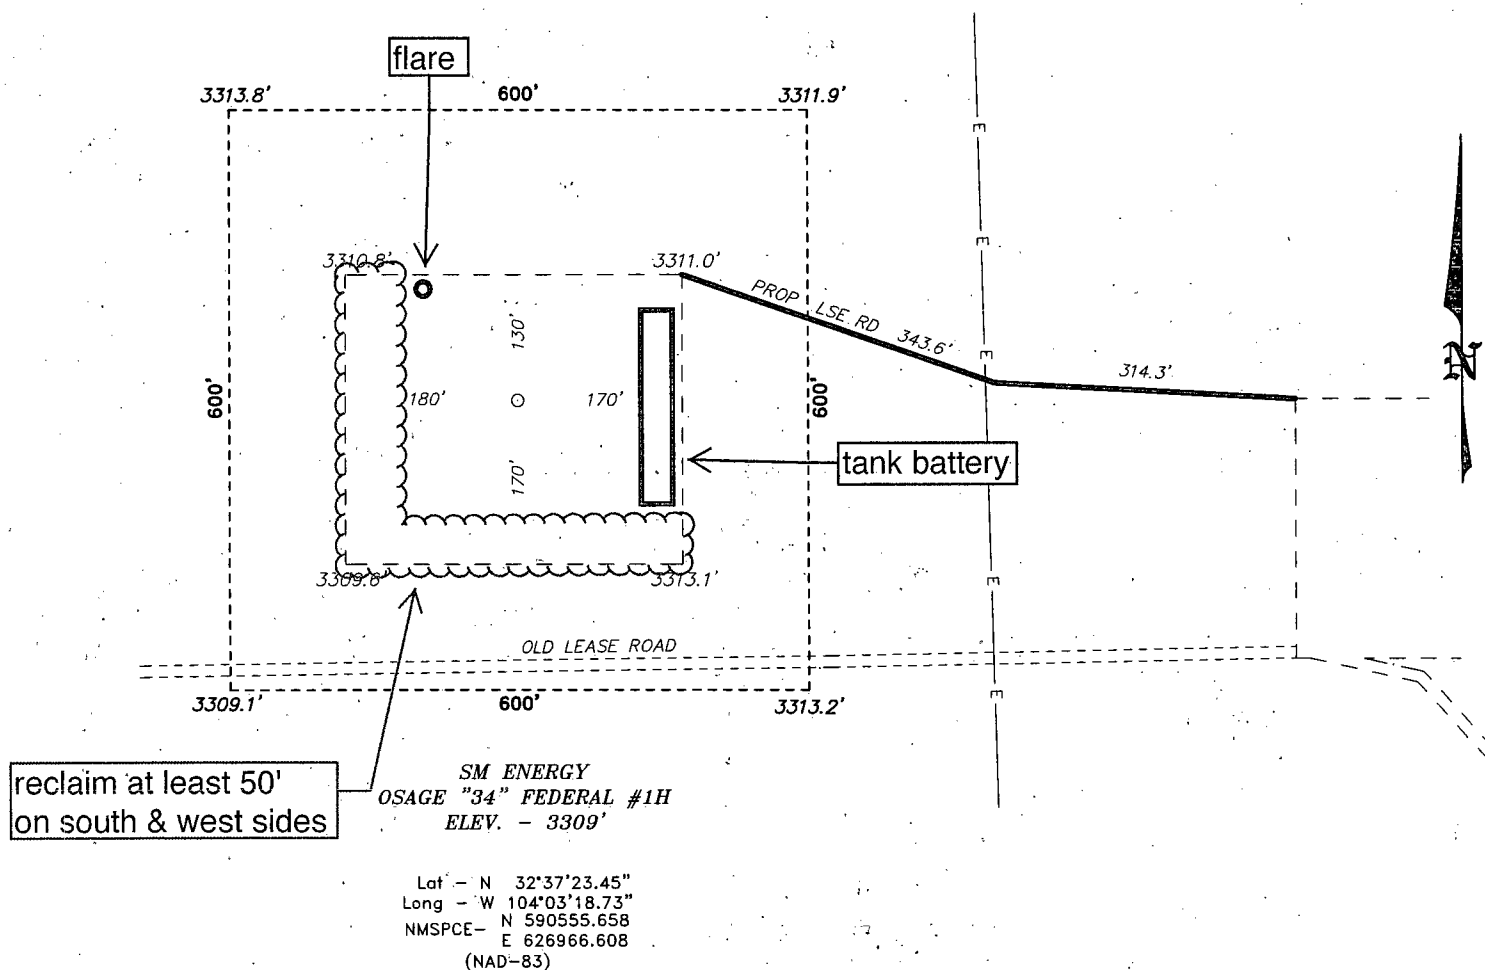 flare
3313.8'
600'
3311.9'
3310.8'
3311.0'
PROP LSE RD 343.6'
314.3'
130'
600'
180'
170'
600'
170'
tank battery
N
E
E
E
E
E
3309.6'
3313.1'
OLD LEASE ROAD
3309.1'
600'
3313.2'
reclaim at least 50'
on south & west sides
SM ENERGY
OSAGE "34" FEDERAL #1H
ELEV. - 3309'
Lat - N 32°37'23.45"
Long - W 104°03'18.73"
NMSPCE- N 590555.658
E 626966.608
(NAD-83)